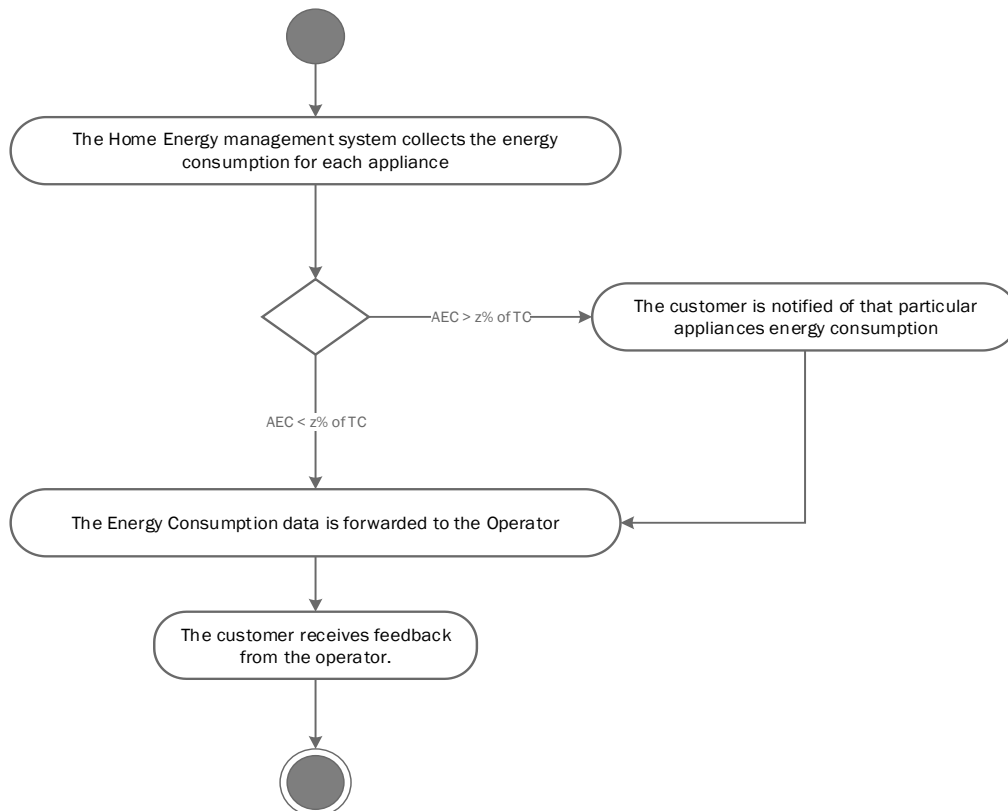 The Home Energy management system collects the energy
consumption for each appliance
AEC > z% of TC
The customer is notified of that particular
appliances energy consumption
AEC < z% of TC
The Energy Consumption data is forwarded to the Operator
The customer receives feedback
from the operator.